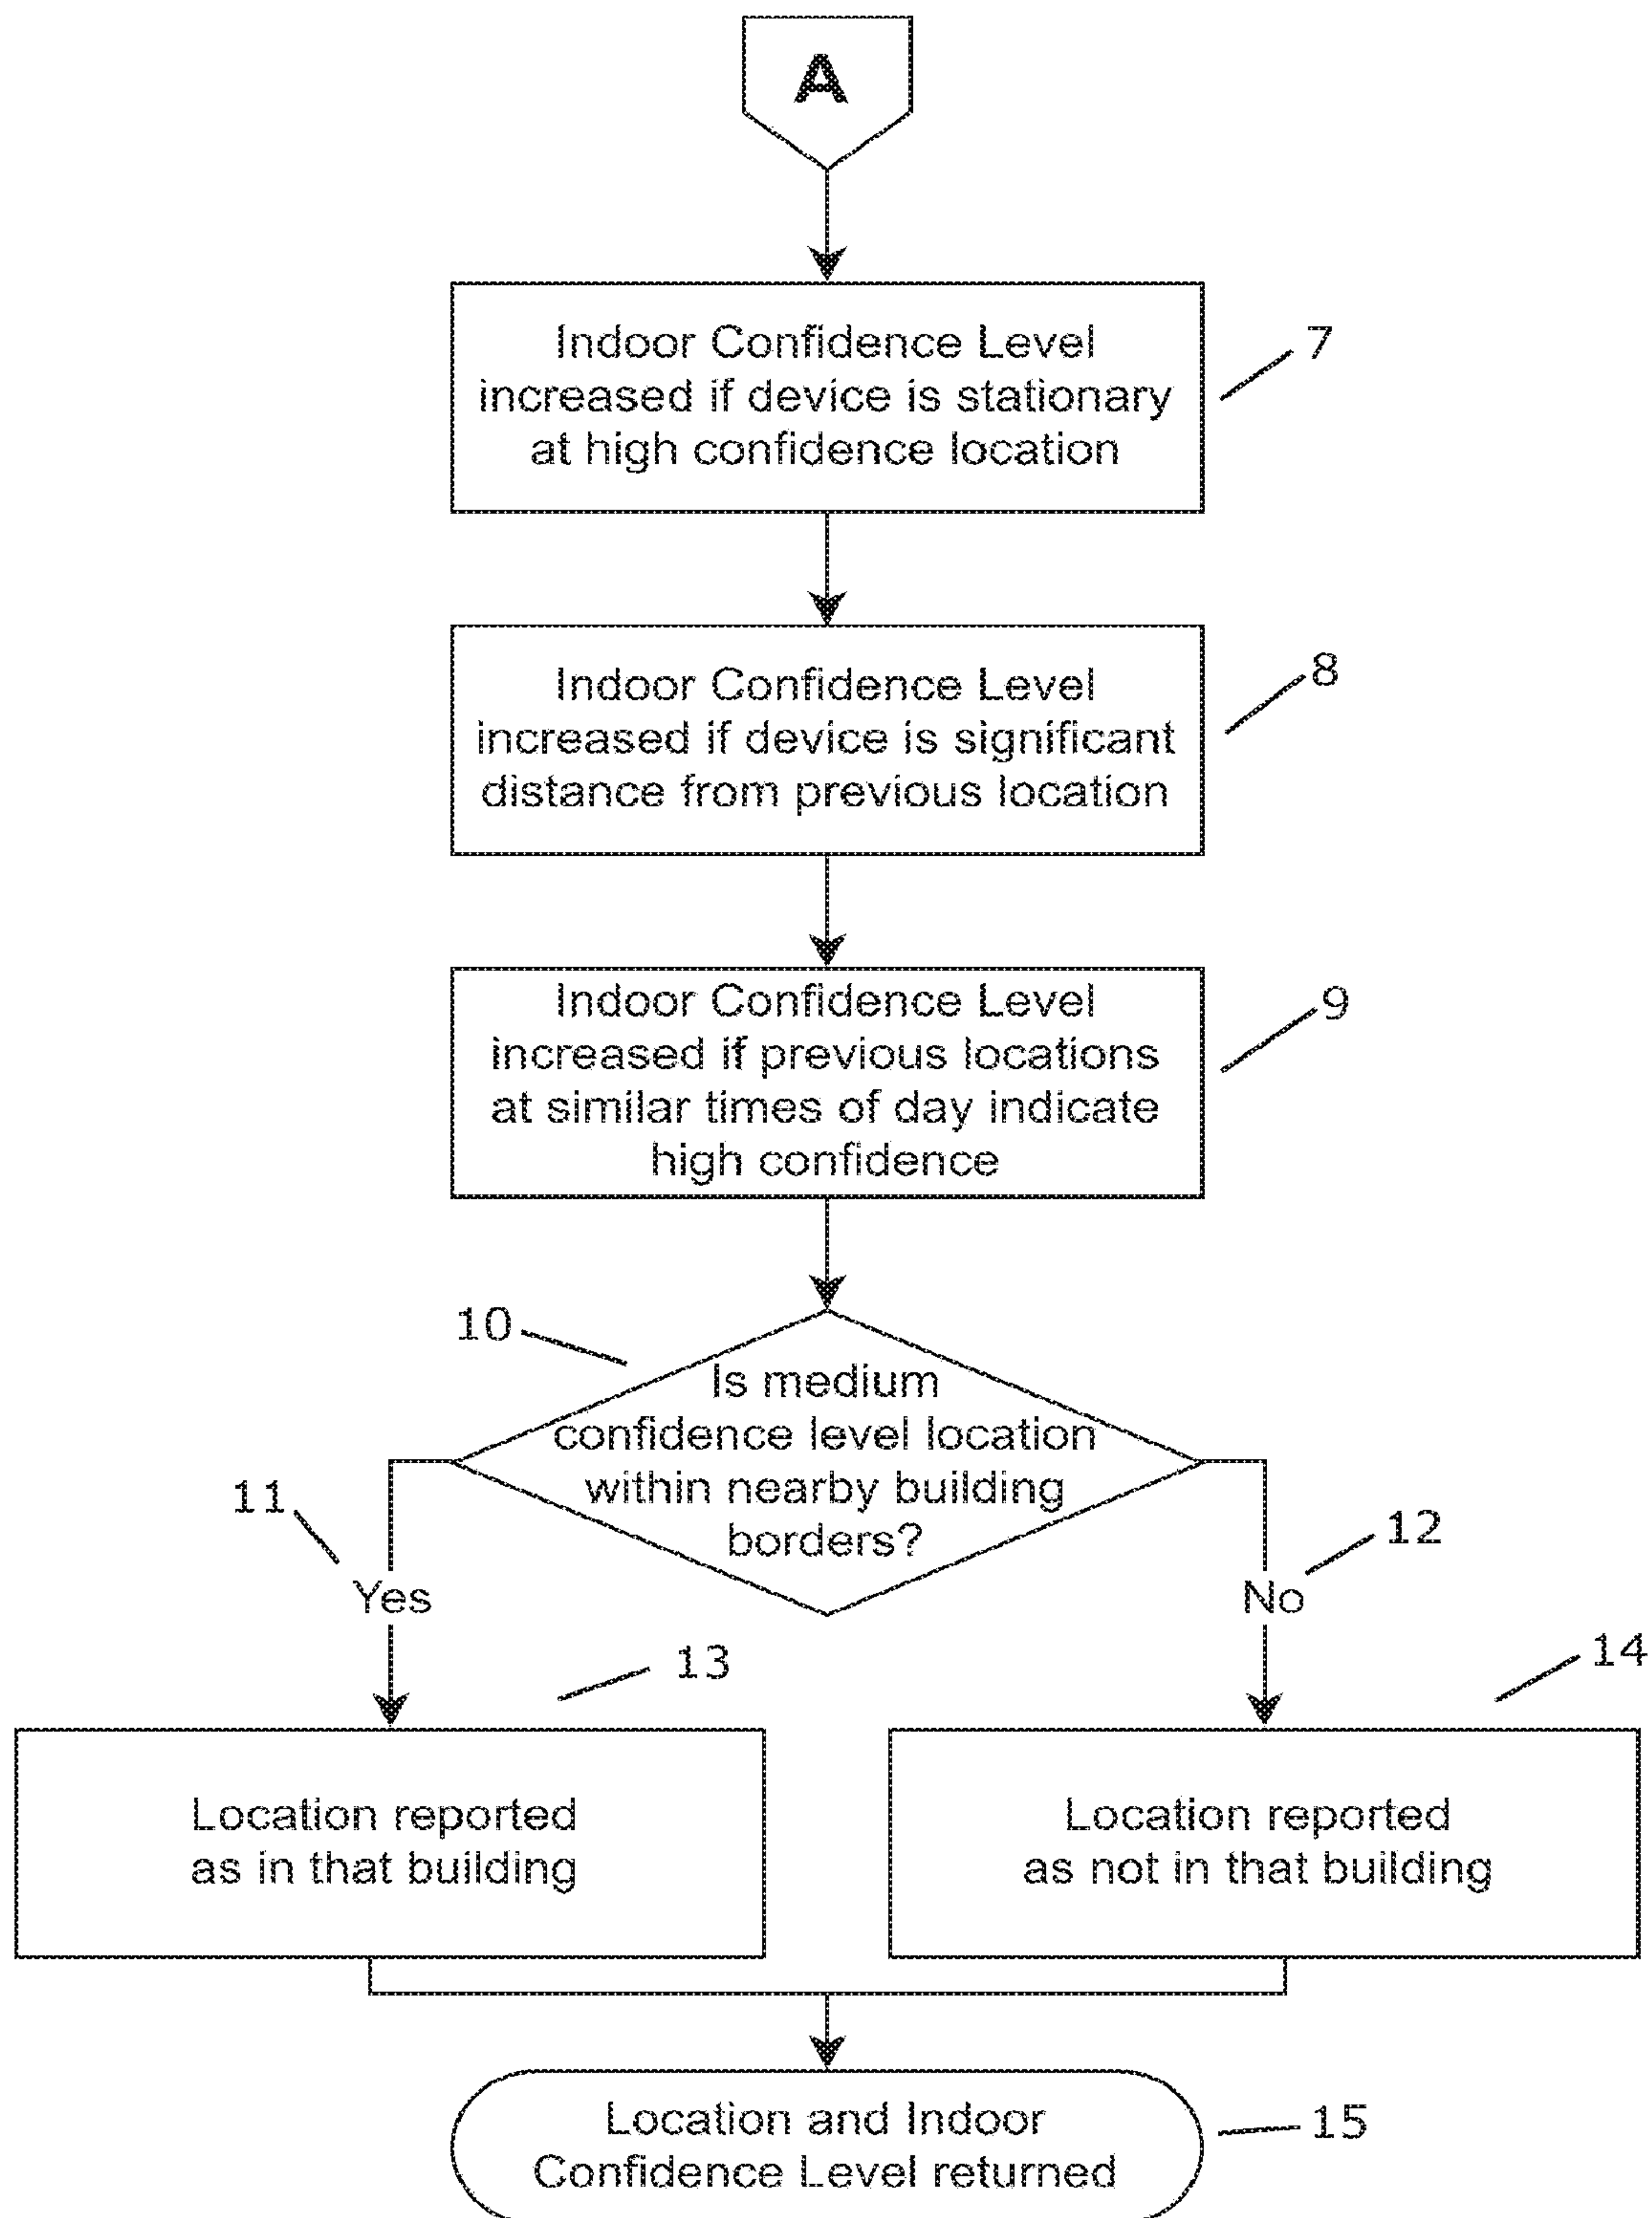 A
Indoor Confidence Level
increased if device is stationary
at high confidence location
7
Indoor Confidence Level
increased if device is significant
distance from previous location
8
Indoor Confidence Level
increased if previous locations
at similar times of day indicate
high confidence
9
10
Is medium
confidence level location
within nearby building
borders?
11
Yes
12
No
13
Location reported
as in that building
14
Location reported
as not in that building
Location and Indoor
Confidence Level returned
15